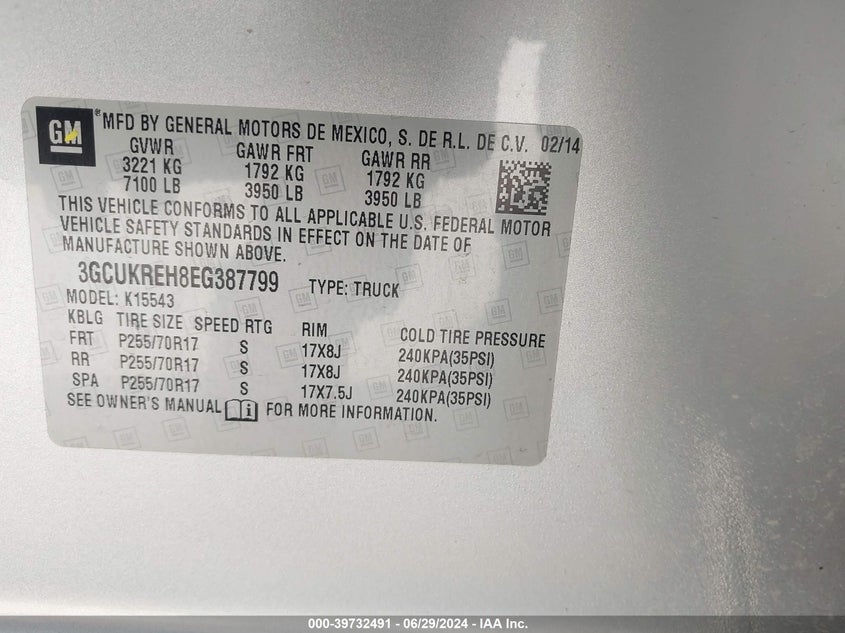 GM
*MFD BY GENERAL MOTORS DE MEXICO, S. DE R.L. DE C.V. 02/14
GVWR GAWR FRT GAWR RR
3221 KG 1792 KG 1792 KG
7100 LB 3950 LB 3950 LB
THIS VEHICLE CONFORMS TO ALL APPLICABLE U.S. FEDERAL MOTOR
VEHICLE SAFETY STANDARDS IN EFFECT ON THE DATE OF
MANUFACTURE SHOWN ABOVE.
3GCUKREH8EG387799 TYPE: TRUCK
MODEL: K15543
KBLG TIRE SIZE SPEED RTG RIM COLD TIRE PRESSURE
FRT P255/70R17 S 17X8J 240KPA(35PSI)
RR P255/70R17 S 17X8J 240KPA(35PSI)
SPA P255/70R17 S 17X7.5J 240KPA(35PSI)
SEE OWNER'S MANUAL FOR MORE INFORMATION.
000-39732491 - 06/29/2024 - IAA Inc.